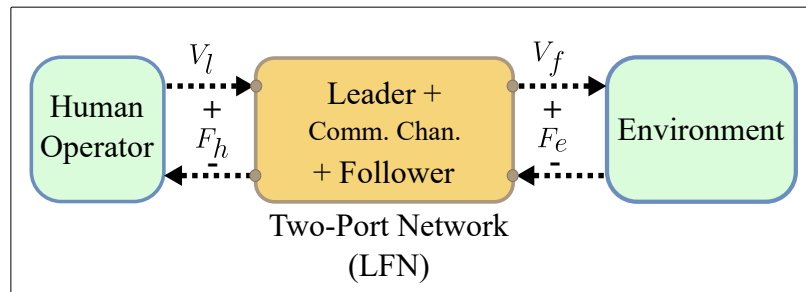 Human
Operator
V_l
+
F_h
-
Leader +
Comm. Chan.
+ Follower
V_f
+
F_e
-
Environment
Two-Port Network
(LFN)